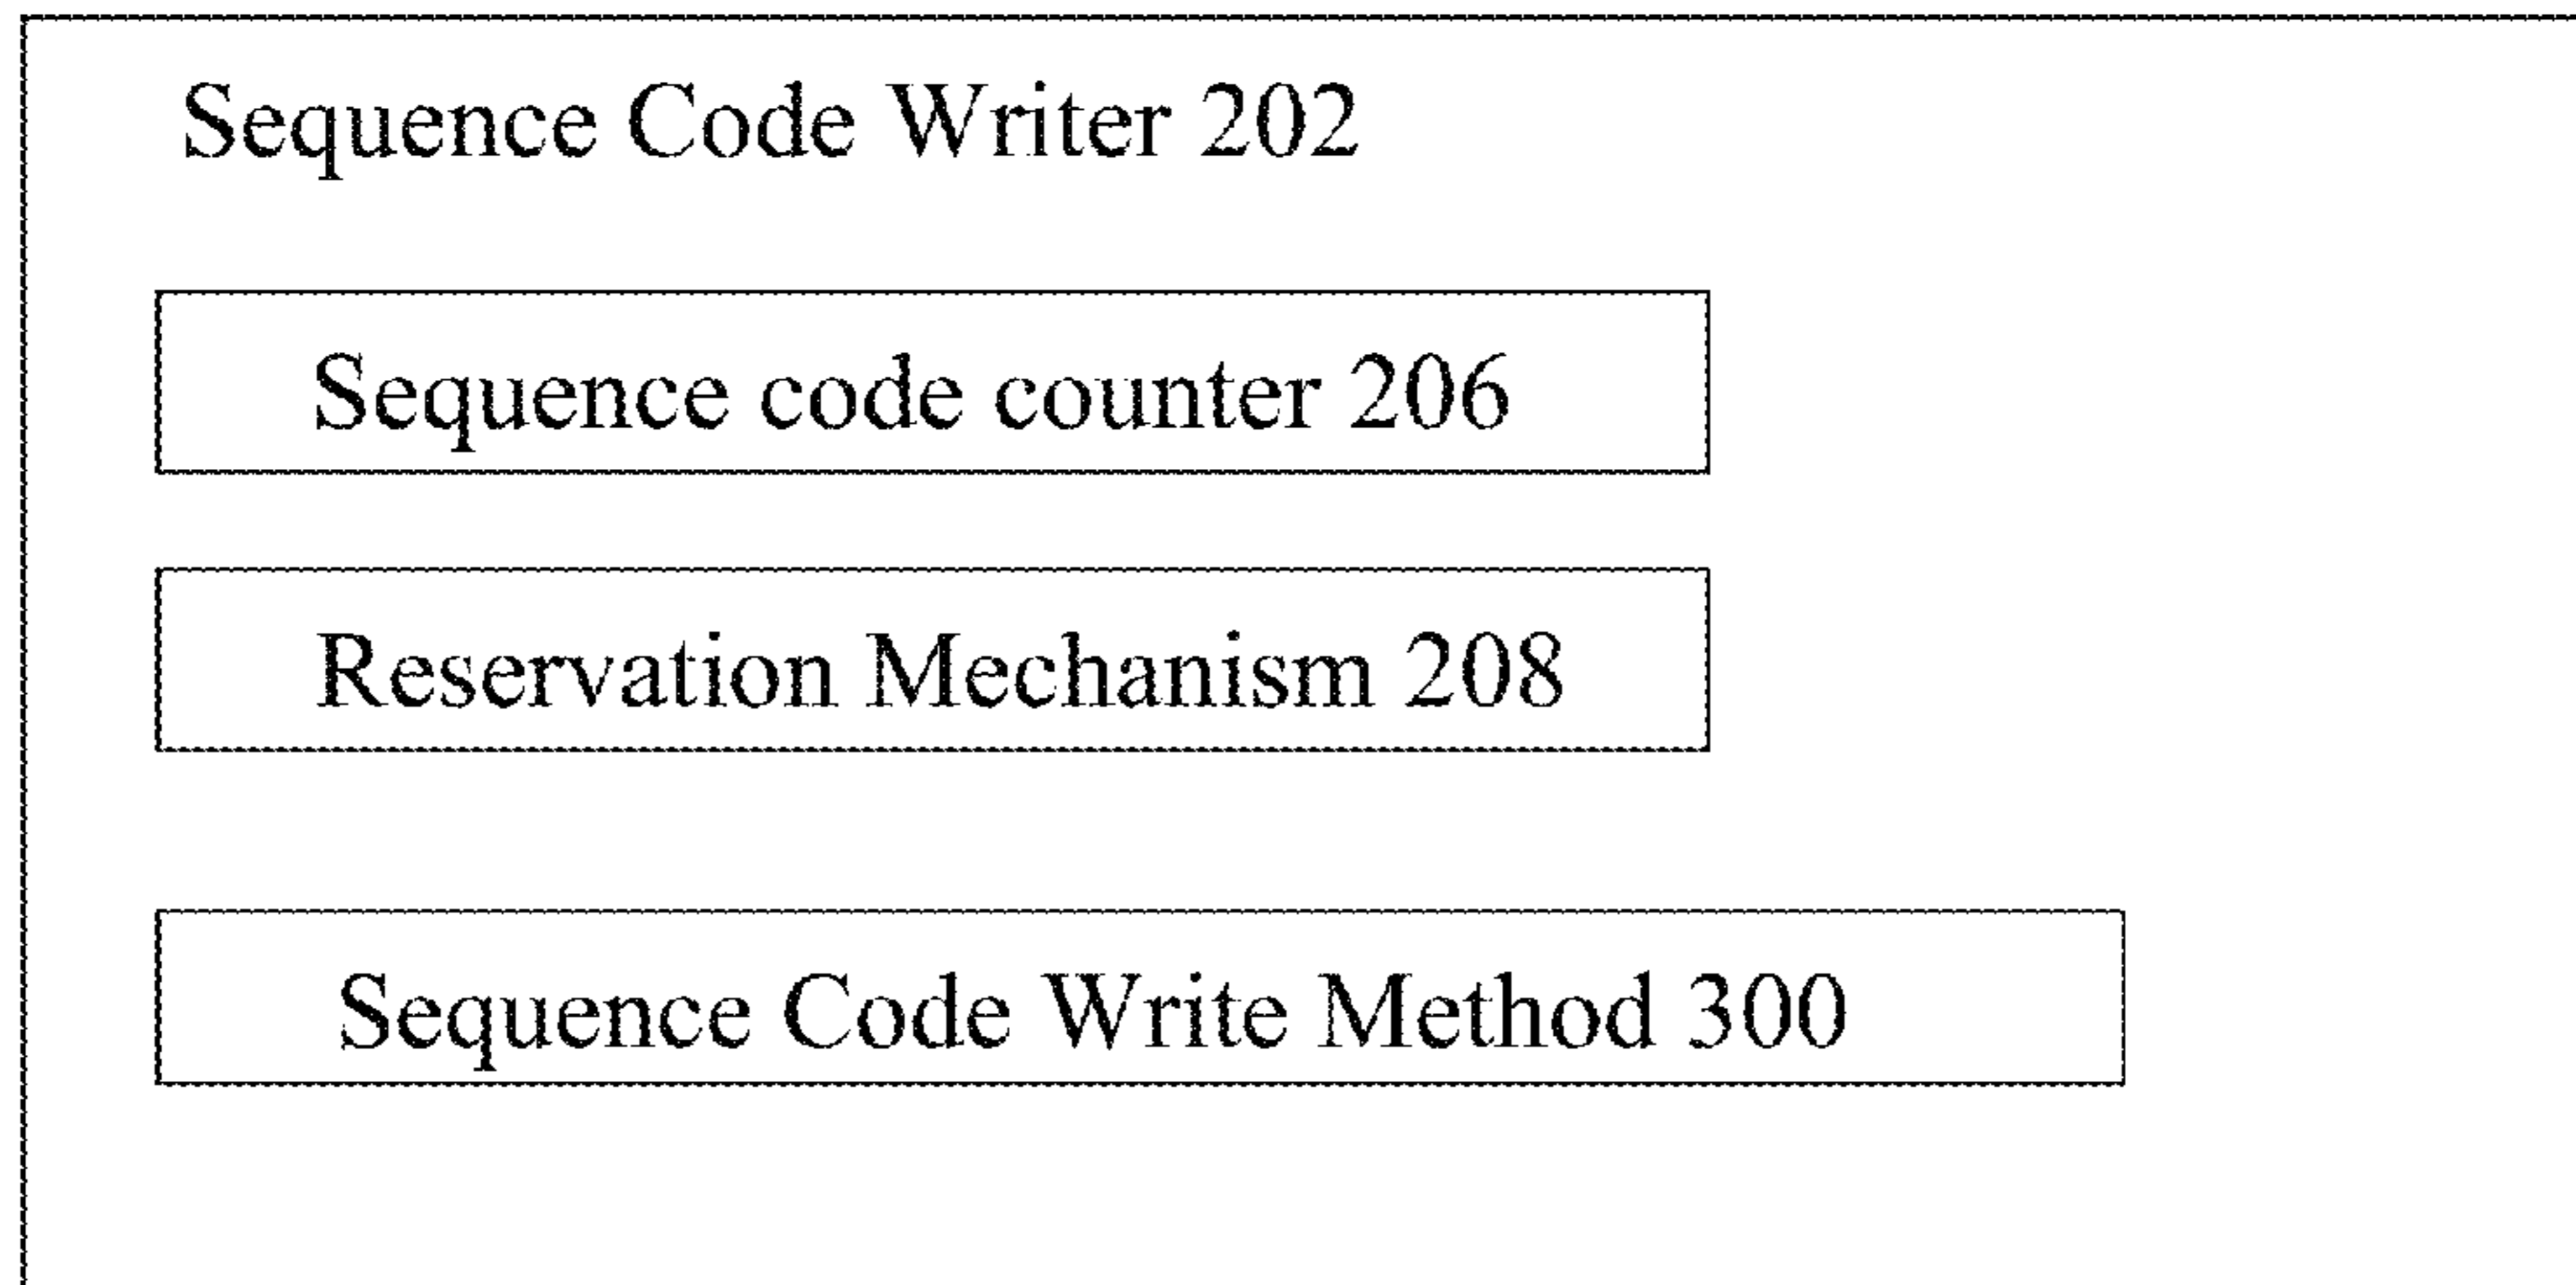 Sequence Code Writer 202
Sequence code counter 206
Reservation Mechanism 208
Sequence Code Write Method 300